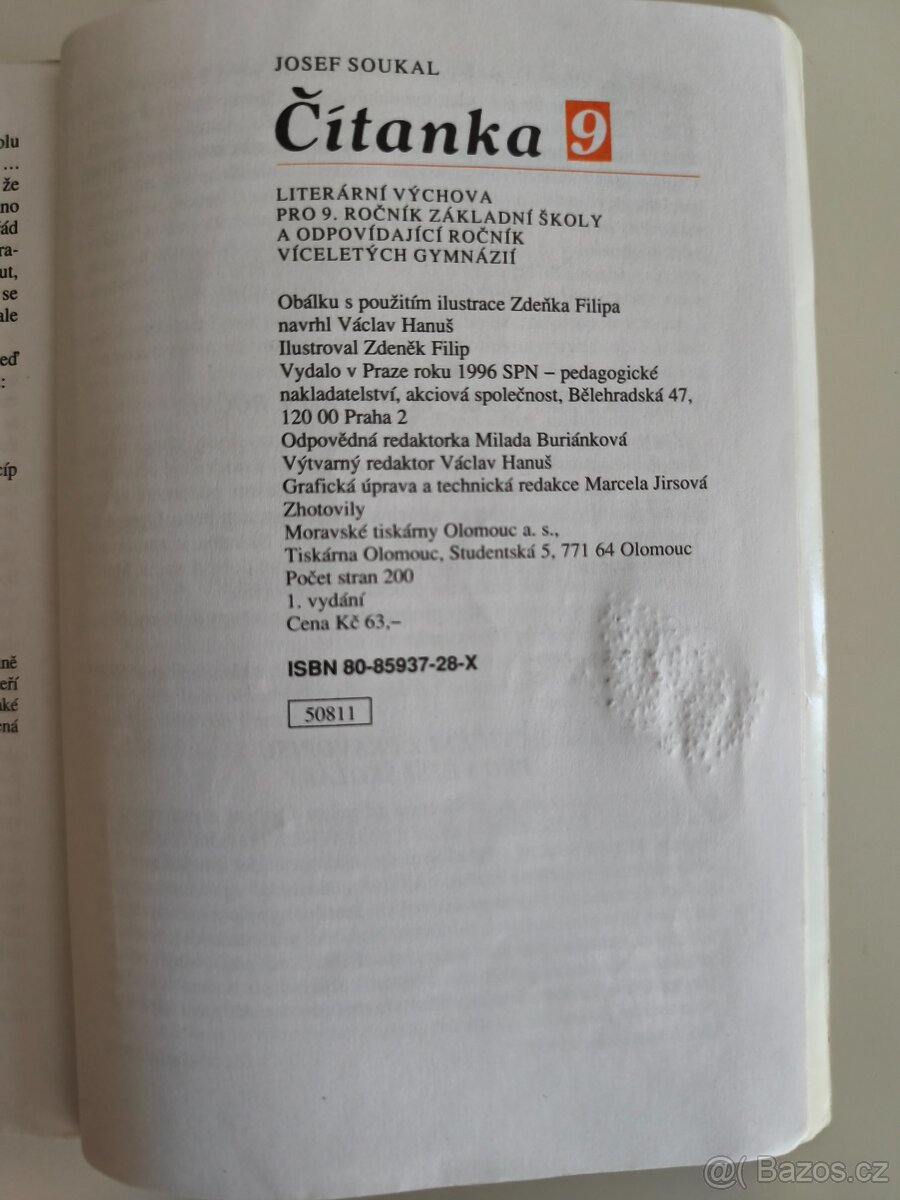 JOSEF SOUKAL
Čítanka 9
LITERÁRNÍ VÝCHOVA
PRO 9. ROČNÍK ZÁKLADNÍ ŠKOLY
A ODPOVÍDAJÍCÍ ROČNÍK
VÍCELETÝCH GYMNÁZIÍ
Obálku s použitím ilustrace Zdeňka Filipa
navrhl Václav Hanuš
Ilustroval Zdeněk Filip
Vydalo v Praze roku 1996 SPN – pedagogické
nakladatelství, akciová společnost, Bělehradská 47,
120 00 Praha 2
Odpovědná redaktorka Milada Buriánková
Výtvarný redaktor Václav Hanuš
Grafická úprava a technická redakce Marcela Jirsová
Zhotovily
Moravské tiskárny Olomouc a. s.,
Tiskárna Olomouc, Studentská 5, 771 64 Olomouc
Počet stran 200
1. vydání
Cena Kč 63,–
ISBN 80-85937-28-X
50811
@( Bazos.cz